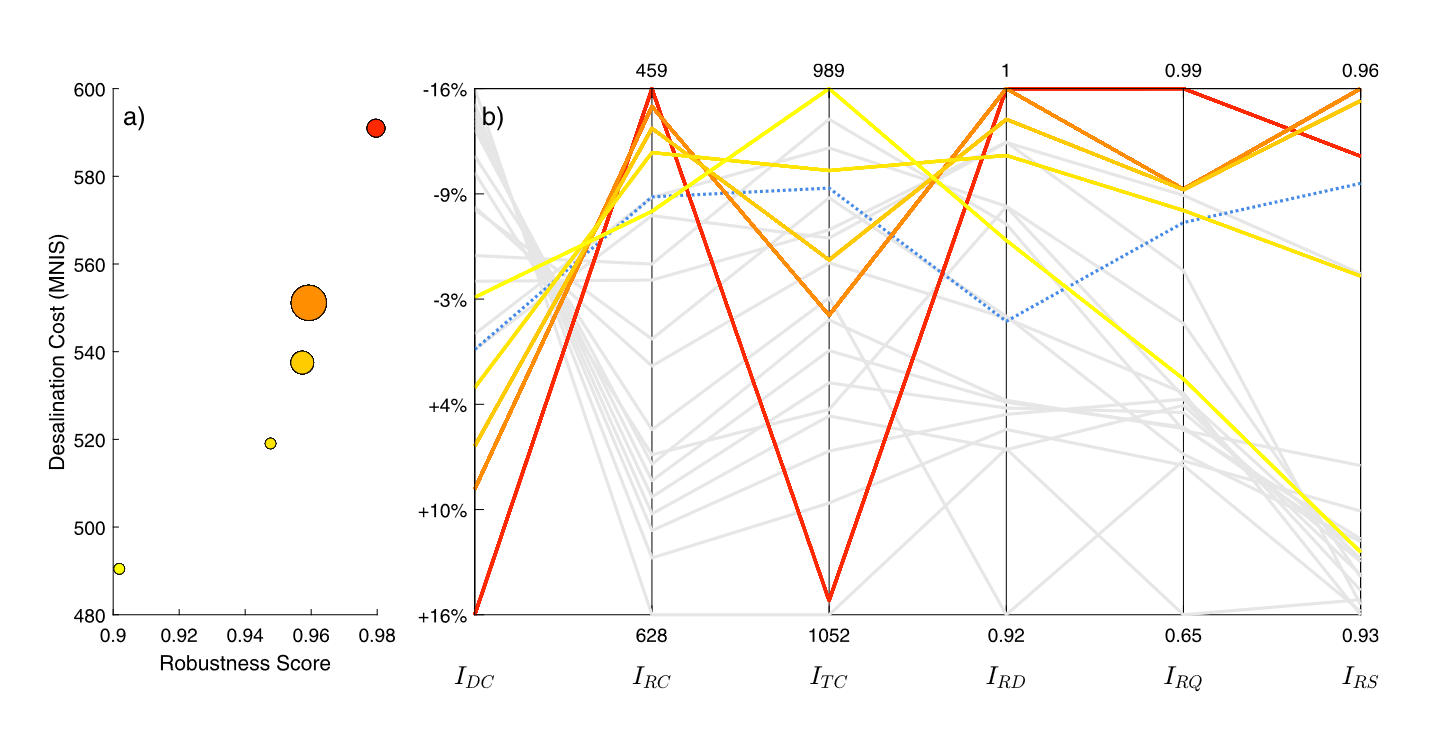 a)
600
580
560
540
520
500
480
0.9 0.92 0.94 0.96 0.98
Desalination Cost (MNIS)
Robustness Score
b)
459 989 1 0.99 0.96
-16%
-9%
-3%
+4%
+10%
+16%
628 1052 0.92 0.65 0.93
I_DC I_RC I_TC I_RD I_RQ I_RS